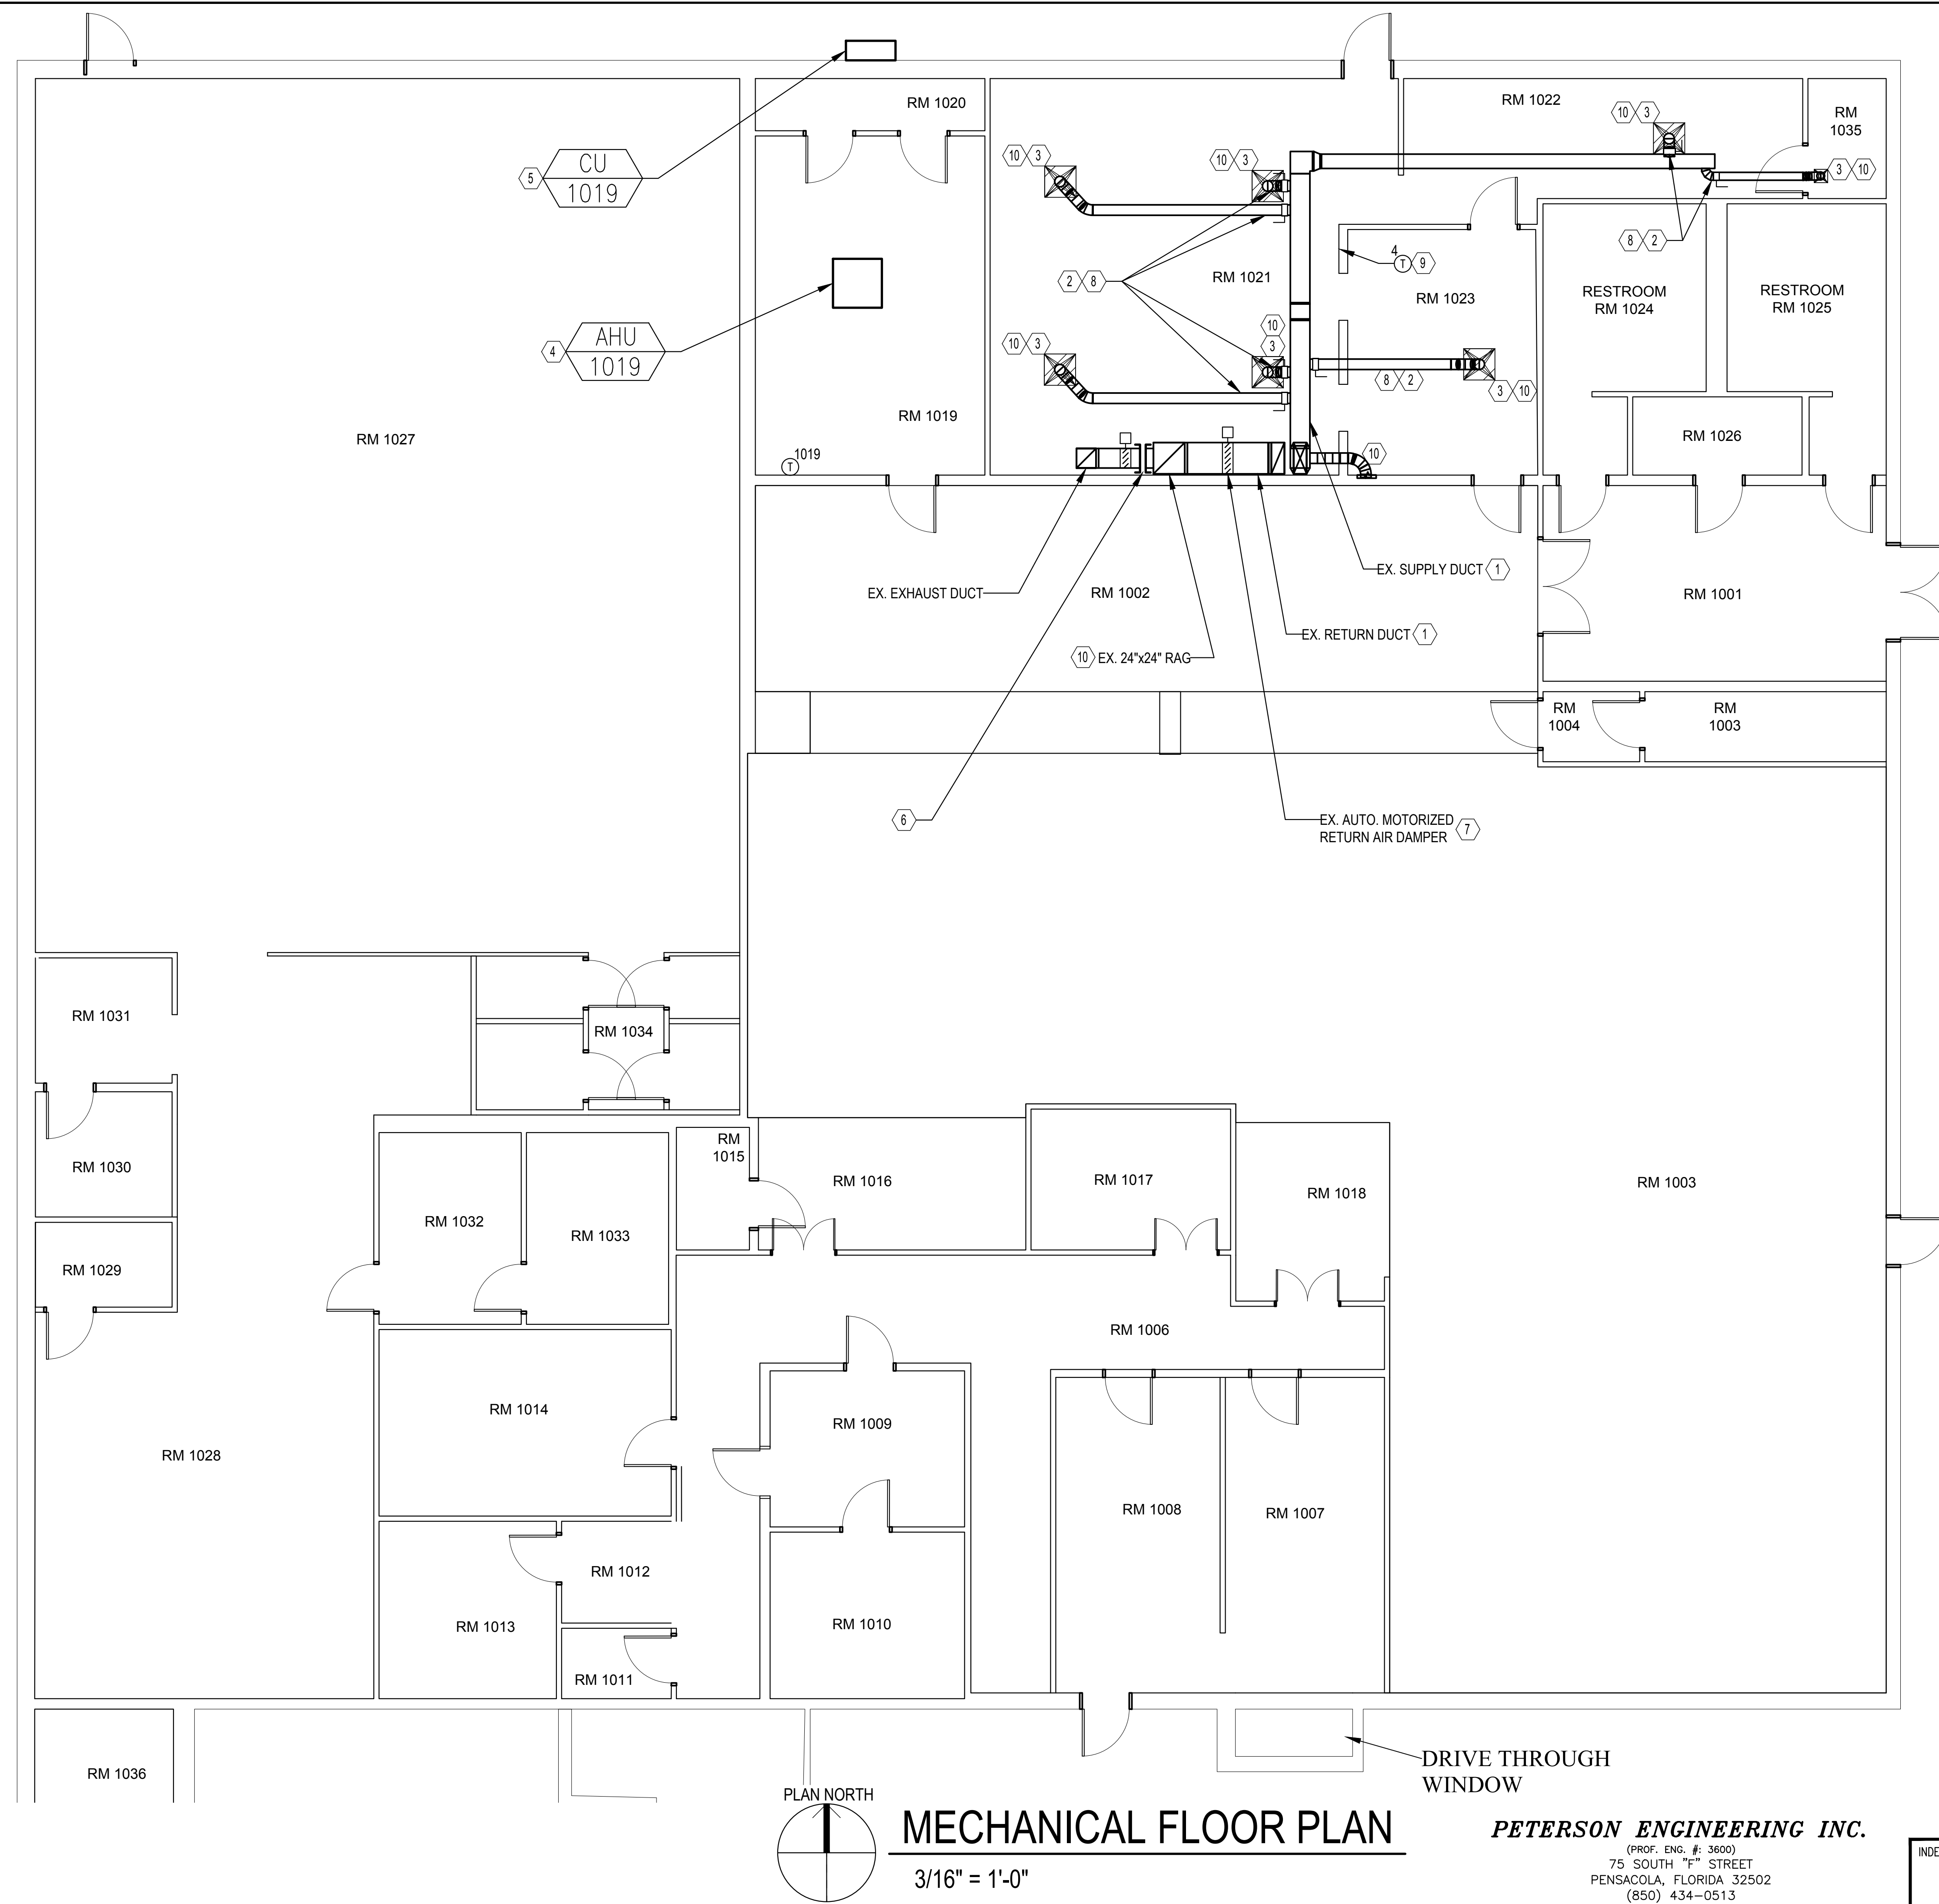 RM 1020
RM 1022
10 3
RM
1035
CU
1019
5
10 3
10 3
3 10
8 2
4
T 9
2 8
RM 1021
RM 1023
RESTROOM
RM 1024
RESTROOM
RM 1025
AHU
1019
4
10 3
10
3
8 2
3 10
RM 1019
RM 1026
RM 1027
1019
T
10
EX. SUPPLY DUCT 1
EX. EXHAUST DUCT
RM 1002
RM 1001
EX. RETURN DUCT 1
10 EX. 24"x24" RAG
RM
1004
RM
1003
6
EX. AUTO. MOTORIZED
RETURN AIR DAMPER 7
RM 1031
RM 1034
RM
1015
RM 1030
RM 1016
RM 1017
RM 1018
RM 1003
RM 1032
RM 1033
RM 1029
RM 1006
RM 1014
RM 1009
RM 1028
RM 1008
RM 1007
RM 1012
RM 1013
RM 1010
RM 1011
RM 1036
DRIVE THROUGH
WINDOW
PLAN NORTH
MECHANICAL FLOOR PLAN
3/16" = 1'-0"
PETERSON ENGINEERING INC.
(PROF. ENG. #: 3600)
75 SOUTH "F" STREET
PENSACOLA, FLORIDA 32502
(850) 434-0513